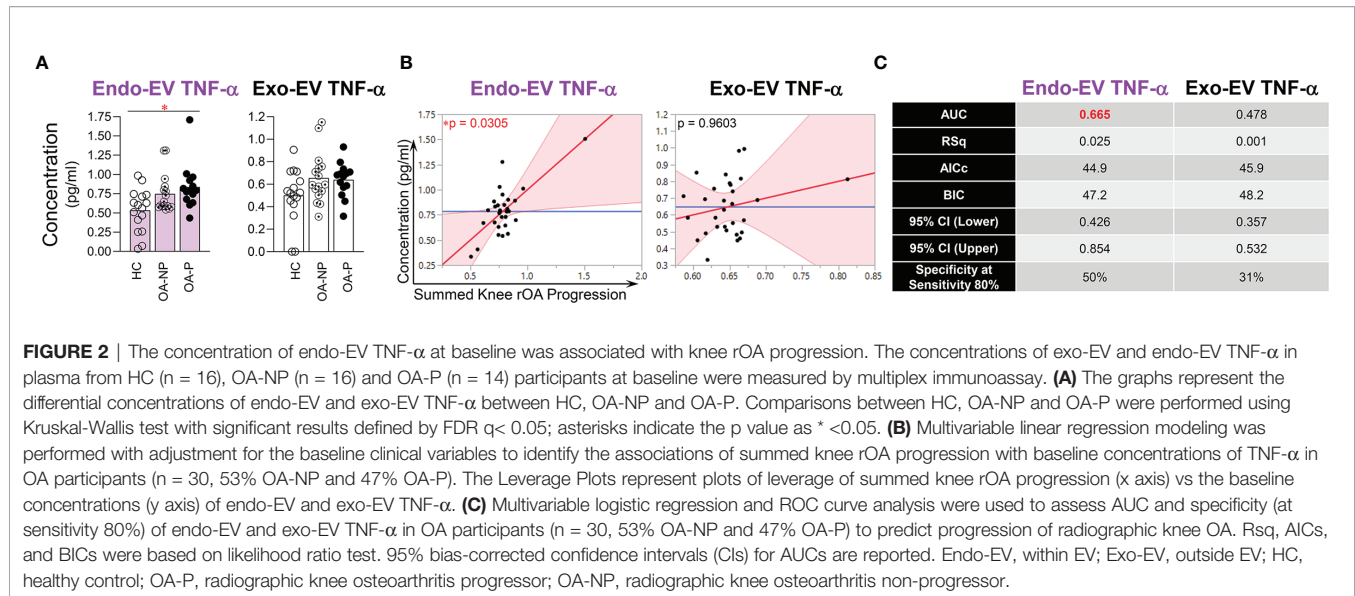 A
Endo-EV TNF-α
Exo-EV TNF-α
*
Concentration
(pg/ml)
1.75
1.50
1.25
1.00
0.75
0.50
0.25
0.00
HC
OA-NP
OA-P
1.2
1.0
0.8
0.6
0.4
0.2
0.0
HC
OA-NP
OA-P
B
Endo-EV TNF-α
Exo-EV TNF-α
Concentration (pg/ml)
*p = 0.0305
1.75
1.50
1.25
1.00
0.75
0.50
0.25
0.5
1.0
1.5
2.0
p = 0.9603
1.2
1.1
1.0
0.9
0.8
0.7
0.6
0.5
0.4
0.3
0.60
0.65
0.70
0.75
0.80
0.85
Summed Knee rOA Progression
C
Endo-EV TNF-α Exo-EV TNF-α
AUC 0.665 0.478
RSq 0.025 0.001
AICc 44.9 45.9
BIC 47.2 48.2
95% CI (Lower) 0.426 0.357
95% CI (Upper) 0.854 0.532
Specificity at
Sensitivity 80% 50% 31%
FIGURE 2 | The concentration of endo-EV TNF-α at baseline was associated with knee rOA progression. The concentrations of exo-EV and endo-EV TNF-α in
plasma from HC (n = 16), OA-NP (n = 16) and OA-P (n = 14) participants at baseline were measured by multiplex immunoassay. (A) The graphs represent the
differential concentrations of endo-EV and exo-EV TNF-α between HC, OA-NP and OA-P. Comparisons between HC, OA-NP and OA-P were performed using
Kruskal-Wallis test with significant results defined by FDR q< 0.05; asterisks indicate the p value as * <0.05. (B) Multivariable linear regression modeling was
performed with adjustment for the baseline clinical variables to identify the associations of summed knee rOA progression with baseline concentrations of TNF-α in
OA participants (n = 30, 53% OA-NP and 47% OA-P). The Leverage Plots represent plots of leverage of summed knee rOA progression (x axis) vs the baseline
concentrations (y axis) of endo-EV and exo-EV TNF-α. (C) Multivariable logistic regression and ROC curve analysis were used to assess AUC and specificity (at
sensitivity 80%) of endo-EV and exo-EV TNF-α in OA participants (n = 30, 53% OA-NP and 47% OA-P) to predict progression of radiographic knee OA. Rsq, AICs,
and BICs were based on likelihood ratio test. 95% bias-corrected confidence intervals (CIs) for AUCs are reported. Endo-EV, within EV; Exo-EV, outside EV; HC,
healthy control; OA-P, radiographic knee osteoarthritis progressor; OA-NP, radiographic knee osteoarthritis non-progressor.